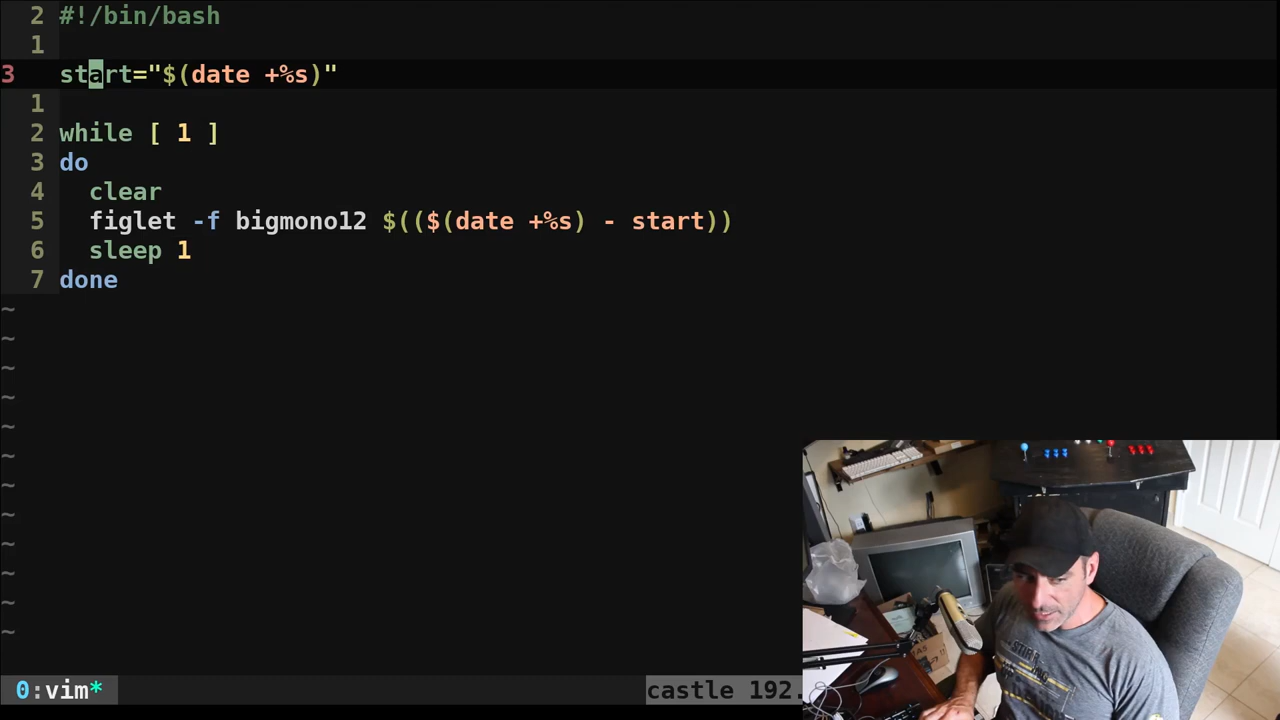 2 #!/bin/bash
1
3 start="$(date +%s)"
1
2 while [ 1 ]
3 do
4   clear
5   figlet -f bigmono12 $(($(date +%s) - start))
6   sleep 1
7 done
~
~
~
~
~
~
~
~
~
~
~
~
0:vim* castle 192.